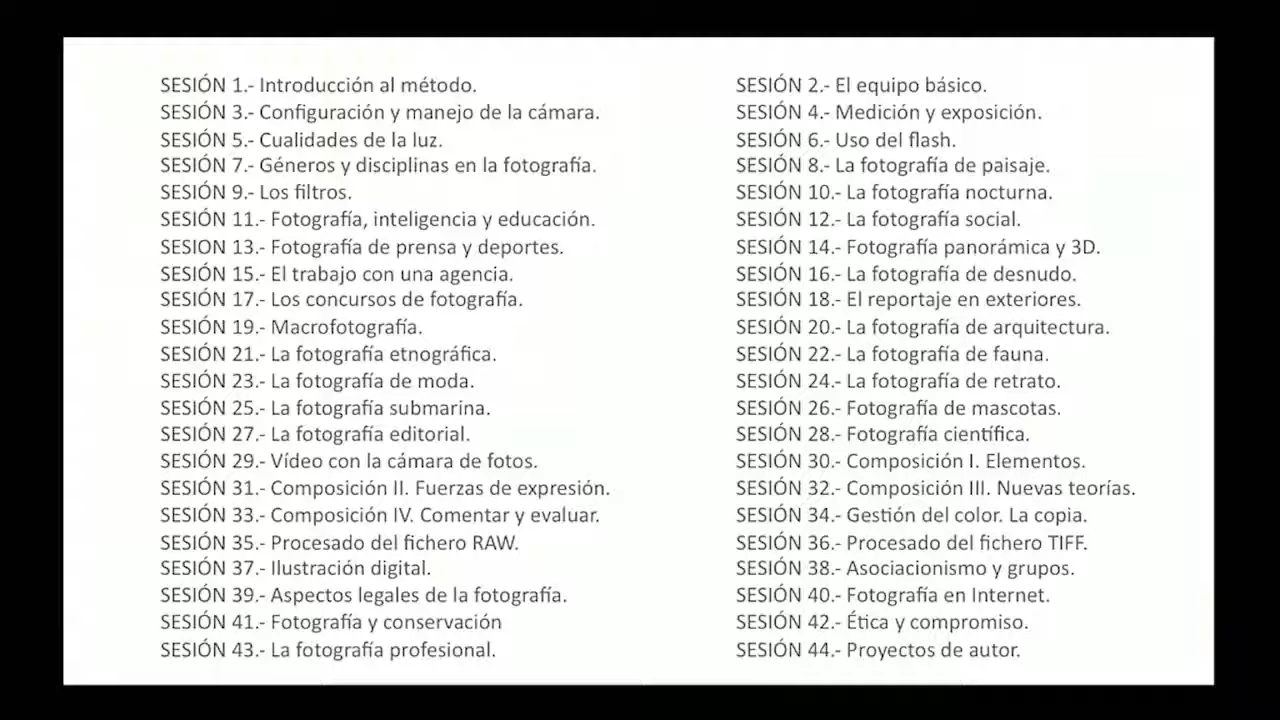 SESIÓN 1.- Introducción al método.
SESIÓN 2.- El equipo básico.
SESIÓN 3.- Configuración y manejo de la cámara.
SESIÓN 4.- Medición y exposición.
SESIÓN 5.- Cualidades de la luz.
SESIÓN 6.- Uso del flash.
SESIÓN 7.- Géneros y disciplinas en la fotografía.
SESIÓN 8.- La fotografía de paisaje.
SESIÓN 9.- Los filtros.
SESIÓN 10.- La fotografía nocturna.
SESIÓN 11.- Fotografía, inteligencia y educación.
SESIÓN 12.- La fotografía social.
SESION 13.- Fotografía de prensa y deportes.
SESIÓN 14.- Fotografía panorámica y 3D.
SESIÓN 15.- El trabajo con una agencia.
SESIÓN 16.- La fotografía de desnudo.
SESIÓN 17.- Los concursos de fotografía.
SESIÓN 18.- El reportaje en exteriores.
SESIÓN 19.- Macrofotografía.
SESIÓN 20.- La fotografía de arquitectura.
SESIÓN 21.- La fotografía etnográfica.
SESIÓN 22.- La fotografía de fauna.
SESIÓN 23.- La fotografía de moda.
SESIÓN 24.- La fotografía de retrato.
SESIÓN 25.- La fotografía submarina.
SESIÓN 26.- Fotografía de mascotas.
SESIÓN 27.- La fotografía editorial.
SESIÓN 28.- Fotografía científica.
SESIÓN 29.- Vídeo con la cámara de fotos.
SESIÓN 30.- Composición I. Elementos.
SESIÓN 31.- Composición II. Fuerzas de expresión.
SESIÓN 32.- Composición III. Nuevas teorías.
SESIÓN 33.- Composición IV. Comentar y evaluar.
SESIÓN 34.- Gestión del color. La copia.
SESIÓN 35.- Procesado del fichero RAW.
SESIÓN 36.- Procesado del fichero TIFF.
SESIÓN 37.- Ilustración digital.
SESIÓN 38.- Asociacionismo y grupos.
SESIÓN 39.- Aspectos legales de la fotografía.
SESIÓN 40.- Fotografía en Internet.
SESIÓN 41.- Fotografía y conservación
SESIÓN 42.- Ética y compromiso.
SESIÓN 43.- La fotografía profesional.
SESIÓN 44.- Proyectos de autor.